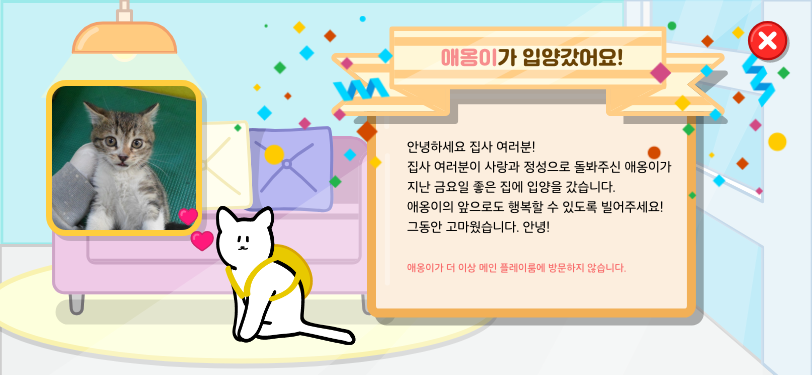 애옹이가 입양갔어요!
안녕하세요 집사 여러분!
집사 여러분이 사랑과 정성으로 돌봐주신 애옹이가
지난 금요일 좋은 집에 입양을 갔습니다.
애옹이의 앞으로도 행복할 수 있도록 빌어주세요!
그동안 고마웠습니다. 안녕!
애옹이가 더 이상 메인 플레이룸에 방문하지 않습니다.